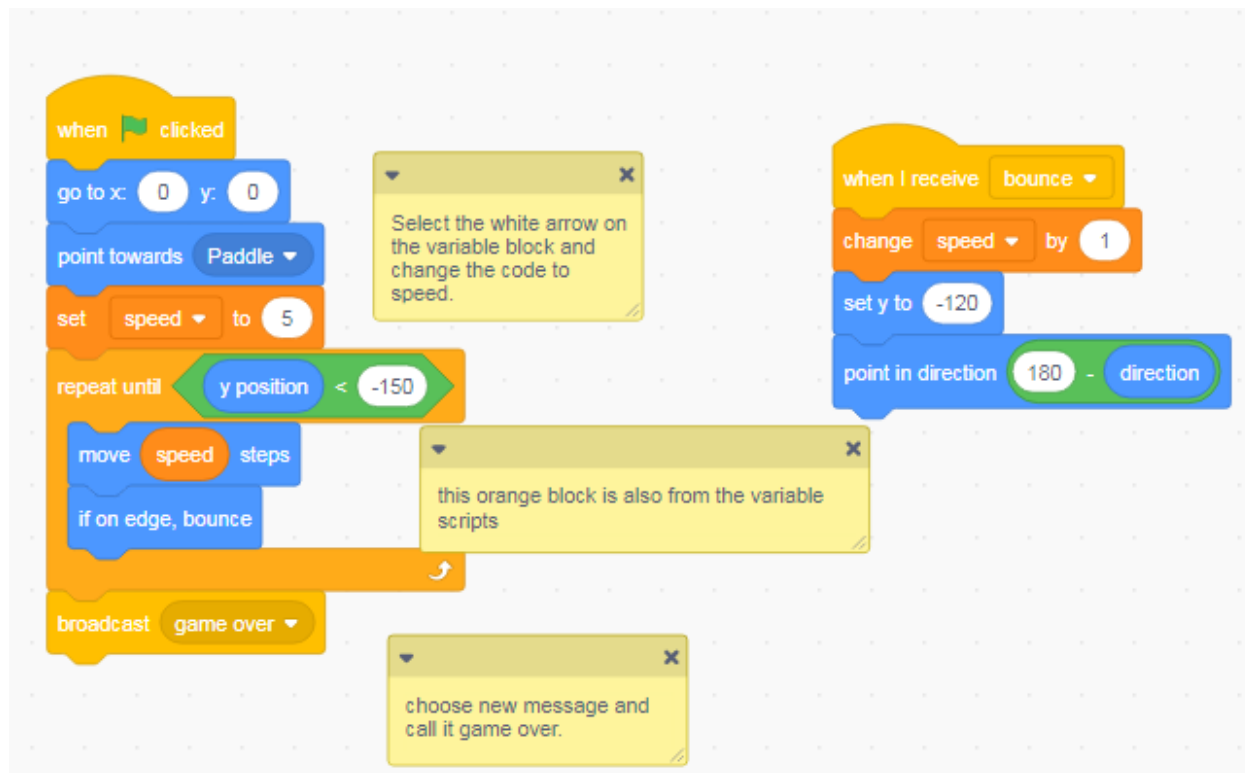 when clicked
go to x: 0 y: 0
point towards Paddle
set speed to 5
repeat until y position < -150
move speed steps
if on edge, bounce
broadcast game over
Select the white arrow on
the variable block and
change the code to
speed.
this orange block is also from the variable
scripts
choose new message and
call it game over.
when I receive bounce
change speed by 1
set y to -120
point in direction 180 - direction